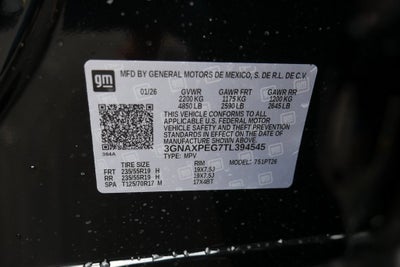 gm
MFD BY GENERAL MOTORS DE MEXICO, S. DE R.L. DE C.V.
01/26 GVWR GAWR FRT GAWR RR
2200 KG 1175 KG 1200 KG
4850 LB 2590 LB 2645 LB
THIS VEHICLE CONFORMS TO ALL
APPLICABLE U.S. FEDERAL MOTOR
VEHICLE SAFETY AND THEFT PREVENTION
STANDARDS IN EFFECT ON THE DATE OF
MANUFACTURE SHOWN ABOVE.
3GNAXPEG7TL394545
TYPE: MPV
TIRE SIZE RIM MODEL: 751PT26
FRT 235/55R19 H 19X7.5J
RR 235/55R19 H 19X7.5J
SPA T125/70R17 M 17X4BT